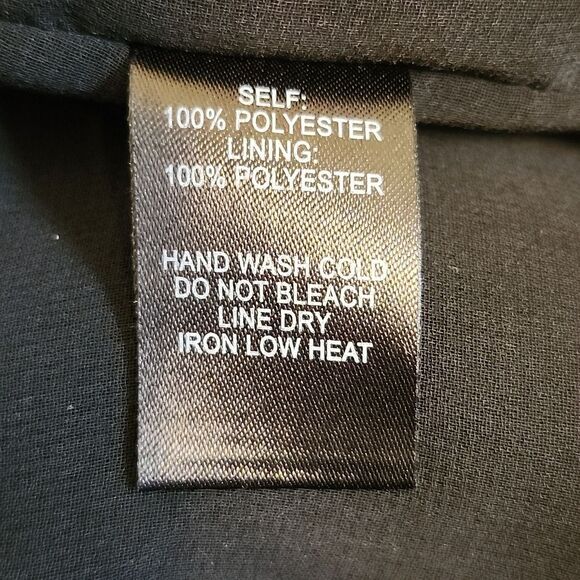 SELF:
100% POLYESTER
LINING:
100% POLYESTER
HAND WASH COLD
DO NOT BLEACH
LINE DRY
IRON LOW HEAT